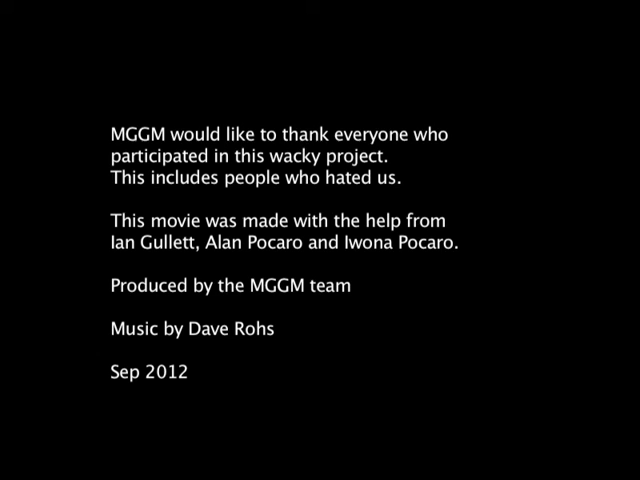 MGGM would like to thank everyone who
participated in this wacky project.
This includes people who hated us.
This movie was made with the help from
Ian Gullett, Alan Pocaro and Iwona Pocaro.
Produced by the MGGM team
Music by Dave Rohs
Sep 2012